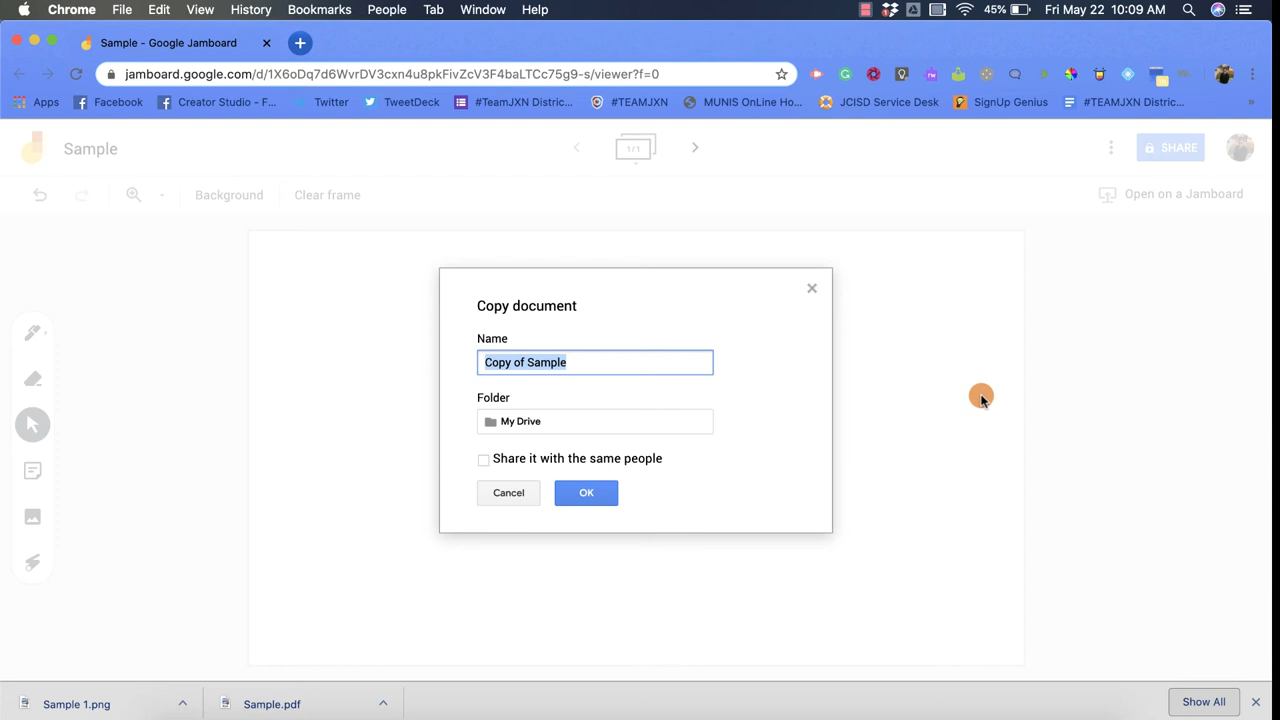 Chrome File Edit View History Bookmarks People Tab Window Help 45% Fri May 22 10:09 AM
Sample - Google Jamboard
jamboard.google.com/d/1X6oDq7d6WvrDV3cxn4u8pkFivZcV3F4baLTCc75g9-s/viewer?f=0
Apps Facebook Creator Studio - F... Twitter TweetDeck #TeamJXN Distric... #TEAMJXN MUNIS OnLine Ho... JCISD Service Desk SignUp Genius #TEAMJXN Distric... »
Sample 1/1 SHARE
Background Clear frame Open on a Jamboard
Copy document
Name
Copy of Sample
Folder
My Drive
Share it with the same people
Cancel OK
Sample 1.png Sample.pdf Show All